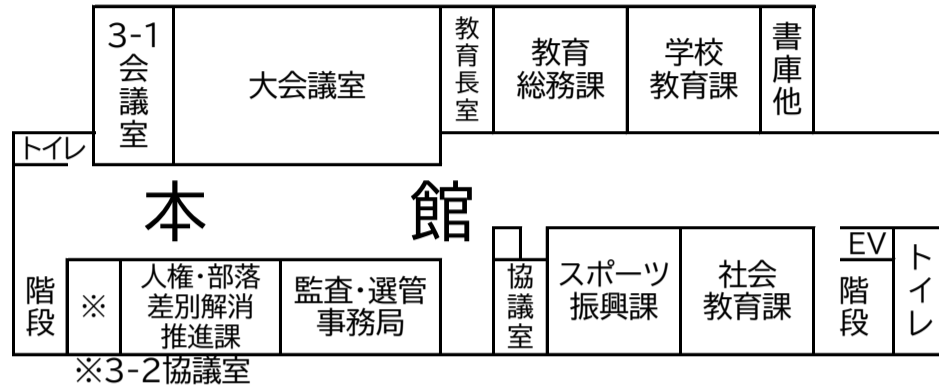 3-1
会議室
大会議室
教育長室
教育
総務課
学校
教育課
書庫他
トイレ
本館
階段
※
人権・部落
差別解消
推進課
監査・選管
事務局
協議室
スポーツ
振興課
社会
教育課
EV
階段
トイレ
※3-2協議室